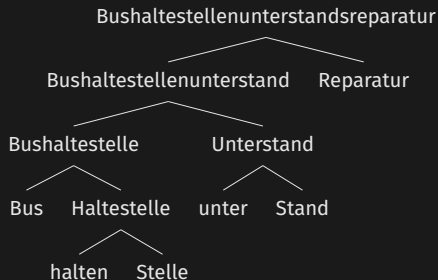 Bushaltestellenunterstandsreparatur
Bushaltestellenunterstand Reparatur
Bushaltestelle Unterstand
Bus Haltestelle unter Stand
halten Stelle